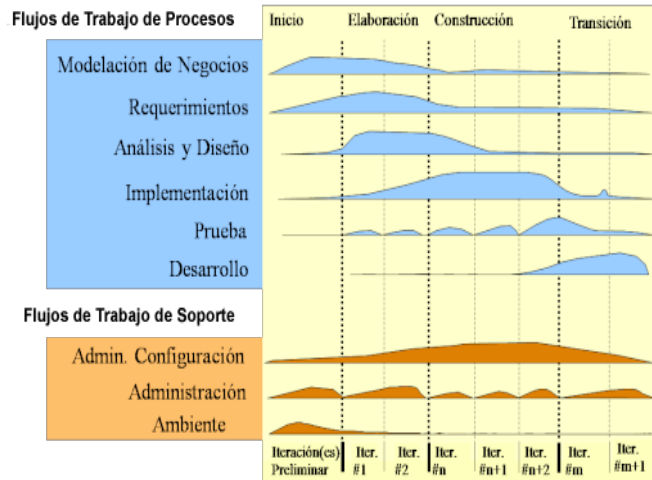 Flujos de Trabajo de Procesos
Inicio
Elaboración
Construcción
Transición
Modelación de Negocios
Requerimientos
Análisis y Diseño
Implementación
Prueba
Desarrollo
Flujos de Trabajo de Soporte
Admin. Configuración
Administración
Ambiente
Iteración(es) Iter. Iter. Iter. Iter. Iter. Iter. Iter.
Preliminar #1 #2 #n #n+1 #n+2 #m #m+1